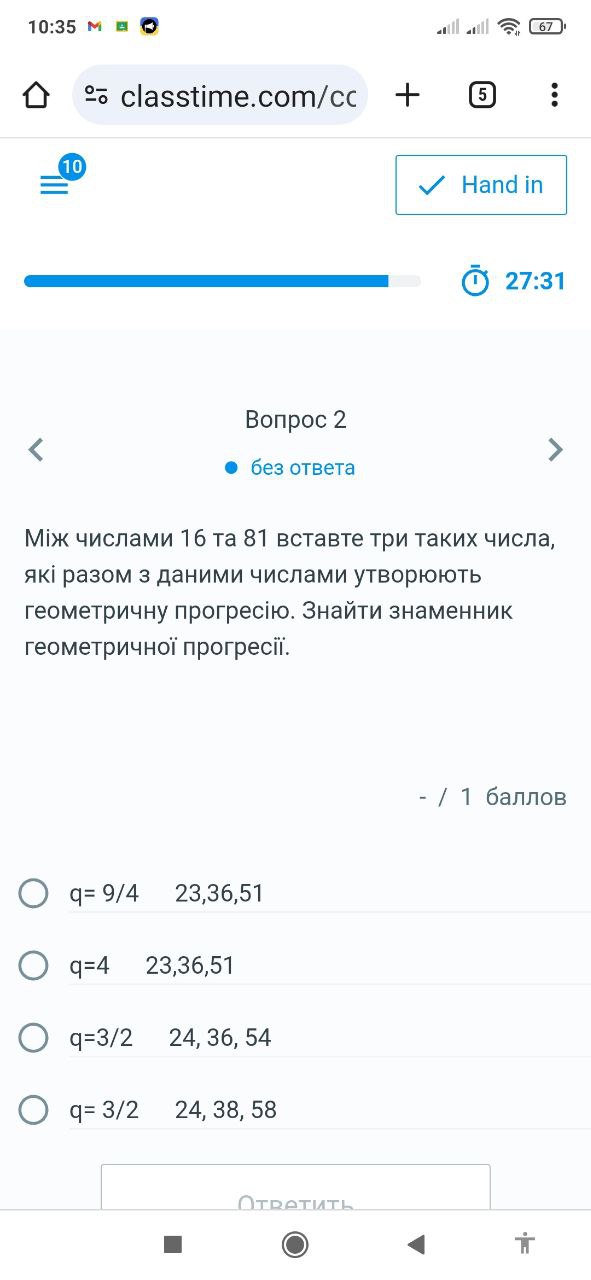 10:35
67
classtime.com/cc
5
10
Hand in
27:31
Вопрос 2
без ответа
Між числами 16 та 81 вставте три таких числа,
які разом з даними числами утворюють
геометричну прогресію. Знайти знаменник
геометричної прогресії.
- / 1 баллов
q= 9/4 23,36,51
q=4 23,36,51
q=3/2 24, 36, 54
q= 3/2 24, 38, 58
Ответить